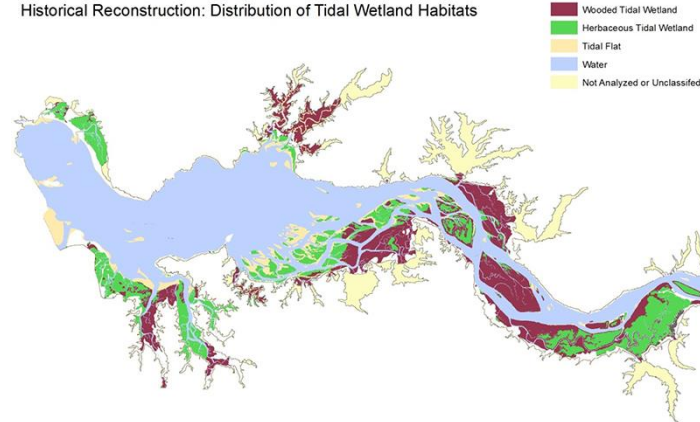 Historical Reconstruction: Distribution of Tidal Wetland Habitats
Wooded Tidal Wetland
Herbaceous Tidal Wetland
Tidal Flat
Water
Not Analyzed or Unclassifed